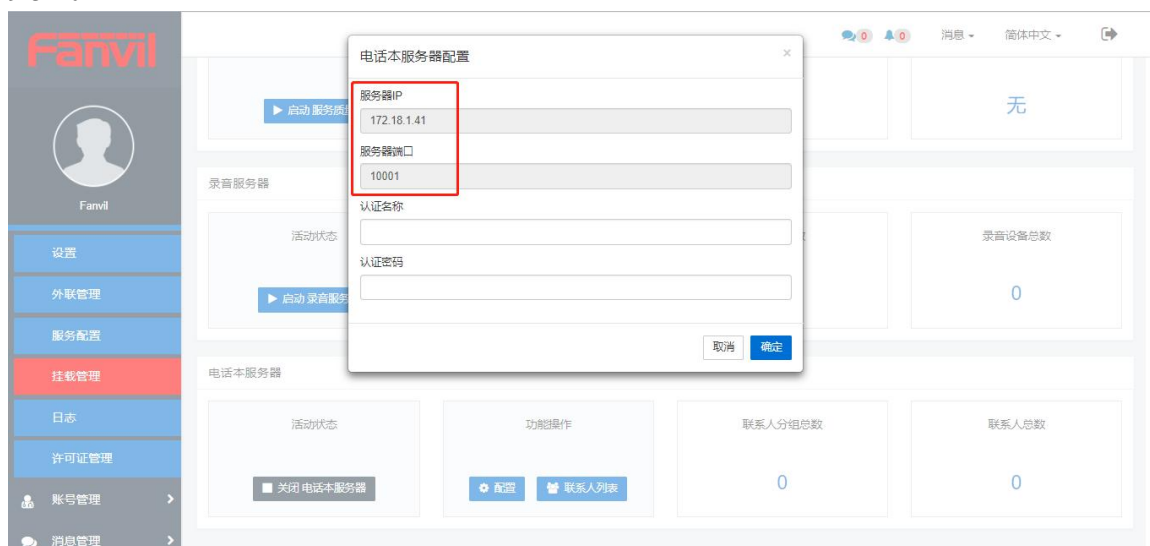 Fanvil
0
0
消息
简体中文
电话本服务器配置
×
服务器IP
172.18.1.41
服务器端口
10001
认证名称
认证密码
取消
确定
启动 服务质
无
Fanvil
设置
外联管理
服务配置
挂载管理
日志
许可证管理
账号管理
消息管理
录音服务器
活动状态
启动 录音服务
录音设备总数
0
电话本服务器
活动状态
关闭 电话本服务器
功能操作
配置
联系人列表
联系人分组总数
0
联系人总数
0